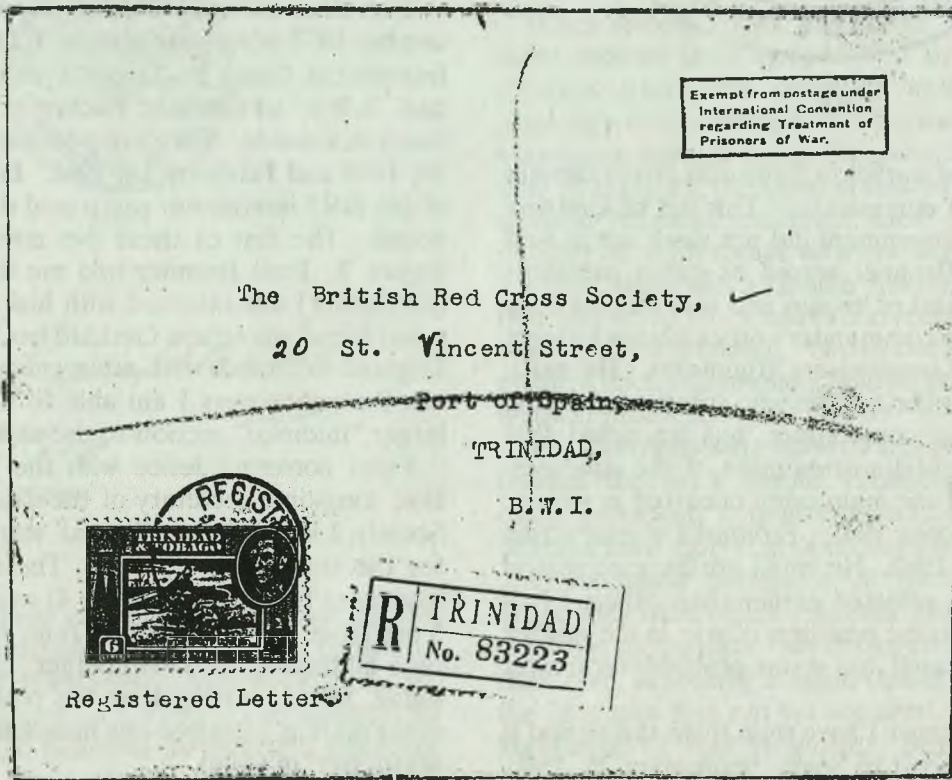 Exempt from postage under
International Convention
regarding Treatment of
Prisoners of War.
The British Red Cross Society,
20 St. Vincent Street,
Port of Spain,
TRINIDAD,
B.W.I.
REGIST
TRINIDAD
& TOBAGO
6
R TRINIDAD
No. 83223
Registered Letter.